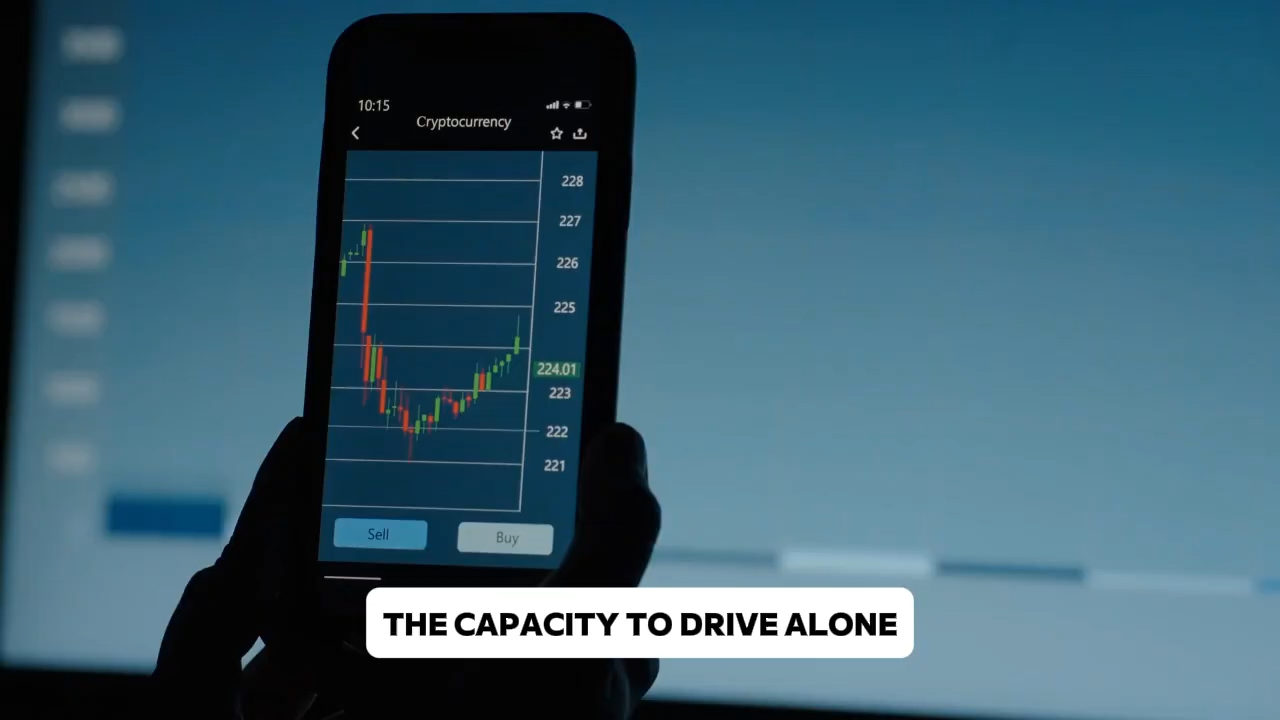 10:15
Cryptocurrency
228
227
226
225
224.01
223
222
221
Sell
Buy
THE CAPACITY TO DRIVE ALONE